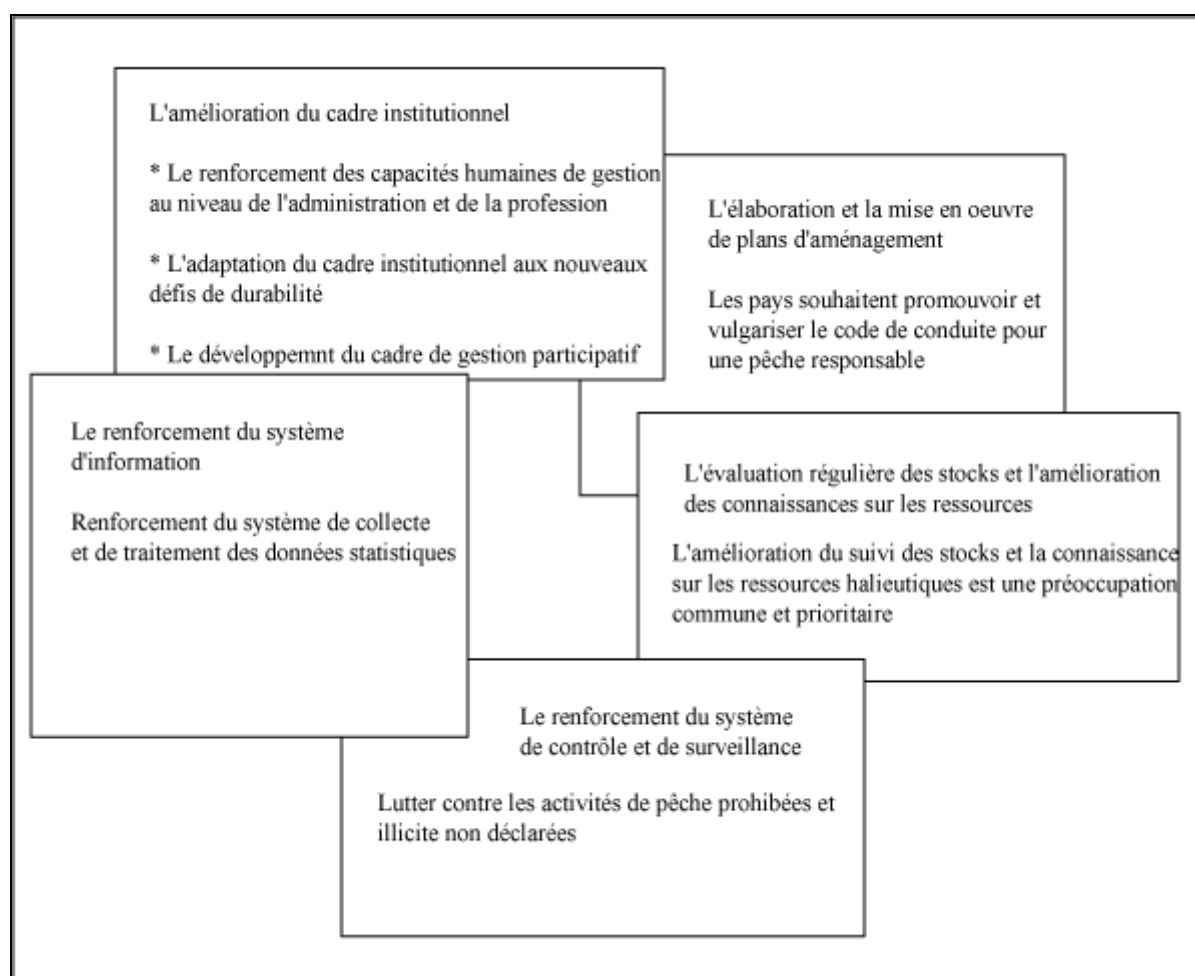 L'amélioration du cadre institutionnel
* Le renforcement des capacités humaines de gestion
au niveau de l'administration et de la profession
* L'adaptation du cadre institutionnel aux nouveaux
défis de durabilité
* Le développemnt du cadre de gestion participatif
L'élaboration et la mise en oeuvre
de plans d'aménagement
Les pays souhaitent promouvoir et
vulgariser le code de conduite pour
une pêche responsable
Le renforcement du système
d'information
Renforcement du système de collecte
et de traitement des données statistiques
L'évaluation régulière des stocks et l'amélioration
des connaissances sur les ressources
L'amélioration du suivi des stocks et la connaissance
sur les ressources halieutiques est une préoccupation
commune et prioritaire
Le renforcement du système
de contrôle et de surveillance
Lutter contre les activités de pêche prohibées et
illicite non déclarées